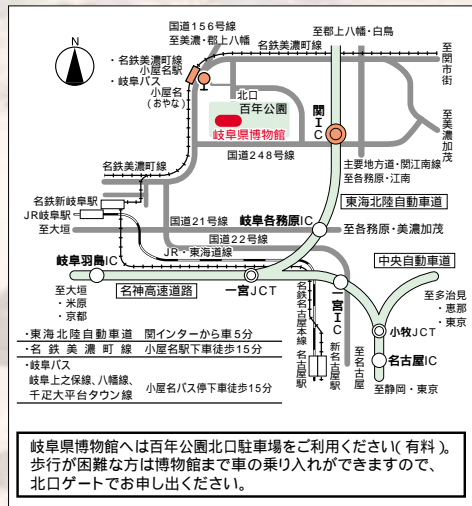 国道156号線
至美濃・郡上八幡
至郡上八幡・白鳥
名鉄美濃町線
N
・名鉄美濃町線
小屋名駅
・岐阜バス
小屋名
(おやな)
北口
百年公園
岐阜県博物館
関IC
至関市街
至美濃加茂
国道248号線
名鉄美濃町線
主要地方道・関江南線
至各務原・江南
東海北陸自動車道
名鉄新岐阜駅
JR岐阜駅
国道21号線
岐阜各務原IC
至大垣
至各務原・美濃加茂
国道22号線
JR・東海道線
岐阜羽島IC
中央自動車道
至大垣
・米原
・京都
名神高速道路
一宮JCT
一宮IC
至多治見
・恵那
・東京
名鉄名古屋本線
名古屋駅
新名古屋駅
至名古屋
小牧JCT
名古屋IC
至静岡・東京
・東海北陸自動車道 関インターから車5分
・名鉄美濃町線 小屋名駅下車徒歩15分
・岐阜バス
岐阜上之保線、八幡線、
千疋大平台タウン線
小屋名バス停下車徒歩15分
岐阜県博物館へは百年公園北口駐車場をご利用ください(有料)。
歩行が困難な方は博物館まで車の乗り入れができますので、
北口ゲートでお申し出ください。